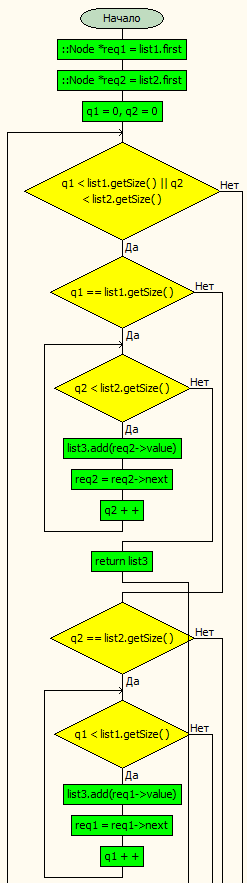 Начало
::Node *req1 = list1.first
::Node *req2 = list2.first
q1 = 0, q2 = 0
q1 < list1.getSize( ) || q2
< list2.getSize( )
Нет
Да
q1 == list1.getSize( )
Нет
Да
q2 < list2.getSize( )
Нет
Да
list3.add(req2->value)
req2 = req2->next
q2 + +
return list3
q2 == list2.getSize( )
Нет
Да
q1 < list1.getSize( )
Нет
Да
list3.add(req1->value)
req1 = req1->next
q1 + +